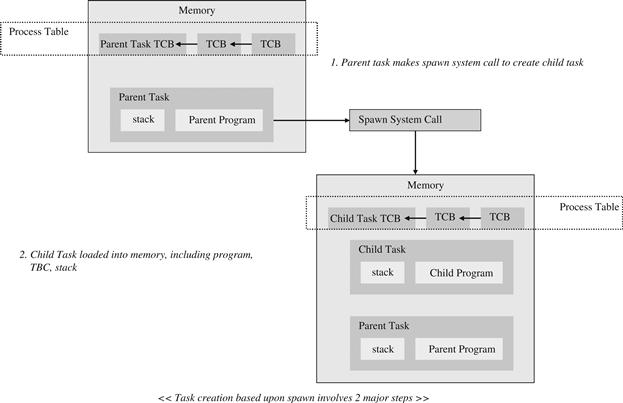 Memory
Process Table
Parent Task TCB TCB TCB
1. Parent task makes spawn system call to create child task
Parent Task
stack Parent Program
Spawn System Call
Memory
Process Table
Child Task TCB TCB TCB
2. Child Task loaded into memory, including program,
TBC, stack
Child Task
stack Child Program
Parent Task
stack Parent Program
<< Task creation based upon spawn involves 2 major steps >>